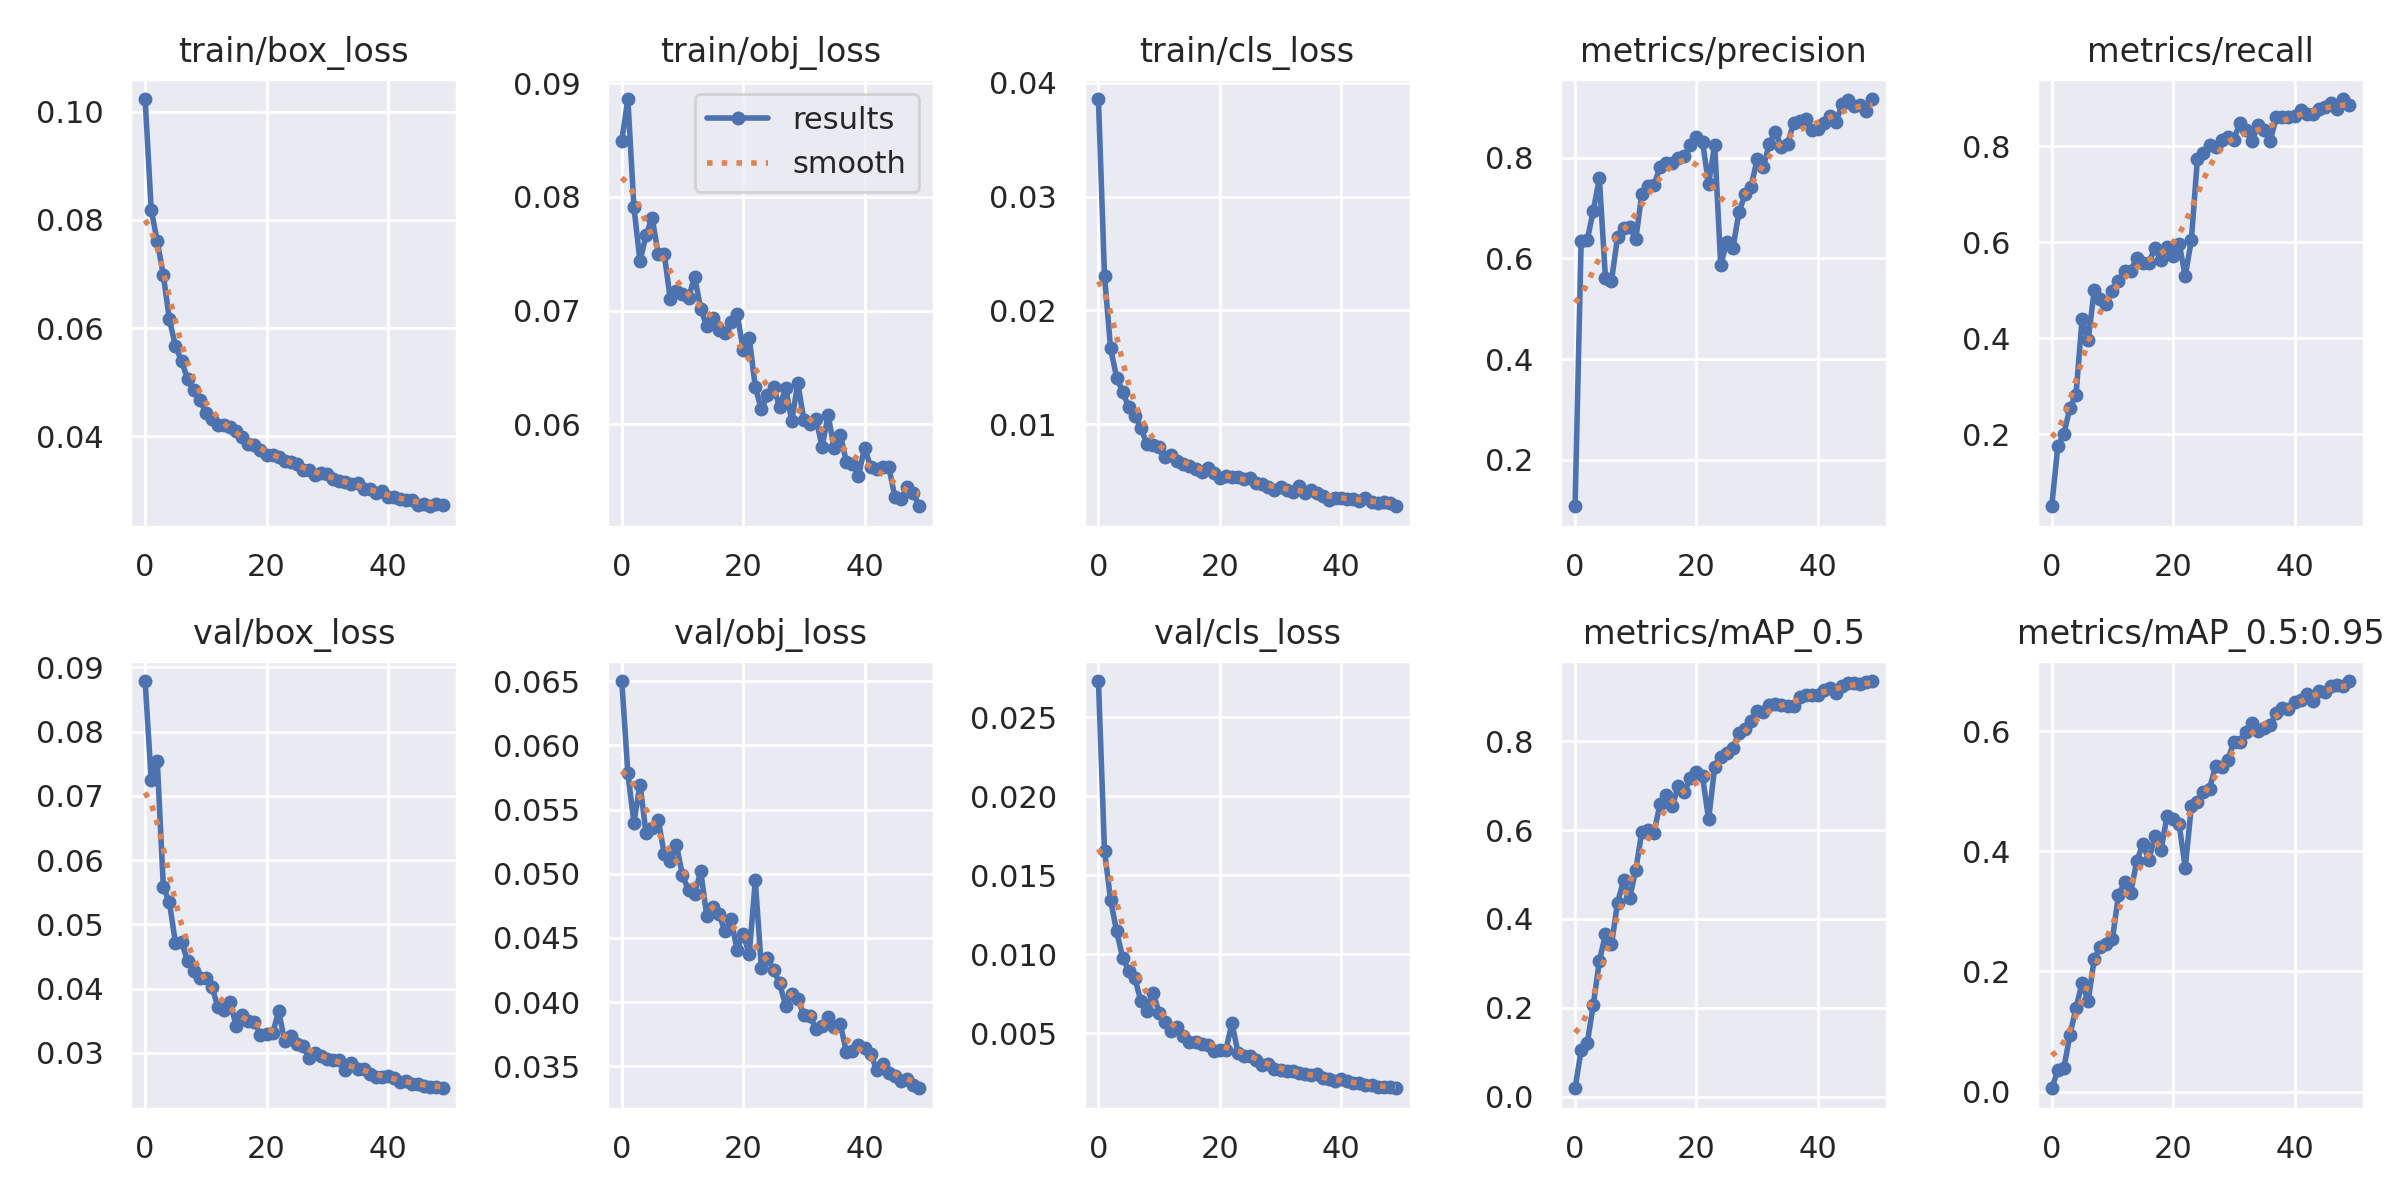 train/box_loss
0.10
0.08
0.06
0.04
0 20 40
train/obj_loss
results
smooth
0.09
0.08
0.07
0.06
0 20 40
train/cls_loss
0.04
0.03
0.02
0.01
0 20 40
metrics/precision
0.8
0.6
0.4
0.2
0 20 40
metrics/recall
0.8
0.6
0.4
0.2
0 20 40
val/box_loss
0.09
0.08
0.07
0.06
0.05
0.04
0.03
0 20 40
val/obj_loss
0.065
0.060
0.055
0.050
0.045
0.040
0.035
0 20 40
val/cls_loss
0.025
0.020
0.015
0.010
0.005
0 20 40
metrics/mAP_0.5
0.8
0.6
0.4
0.2
0.0
0 20 40
metrics/mAP_0.5:0.95
0.6
0.4
0.2
0.0
0 20 40